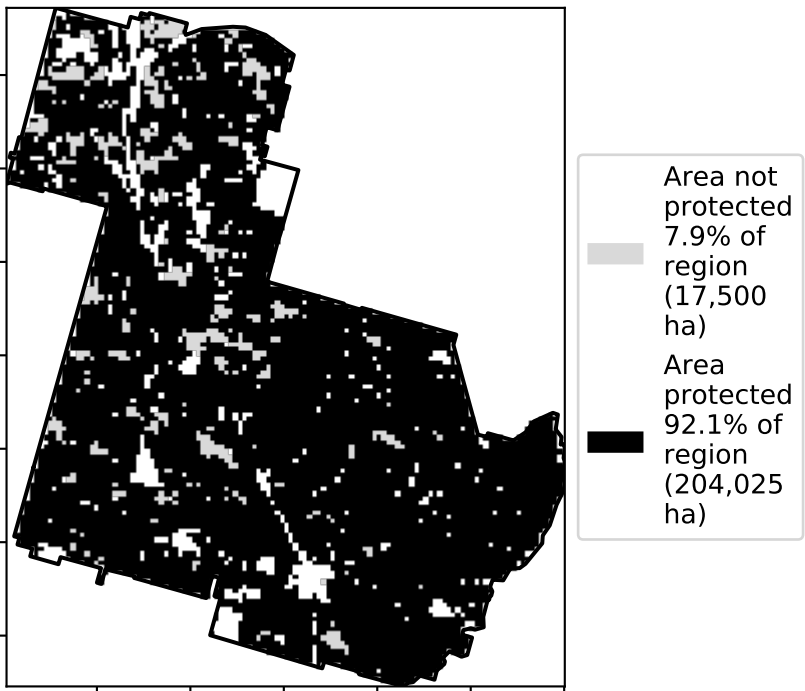 Area not
protected
7.9% of
region
(17,500
ha)
Area
protected
92.1% of
region
(204,025
ha)